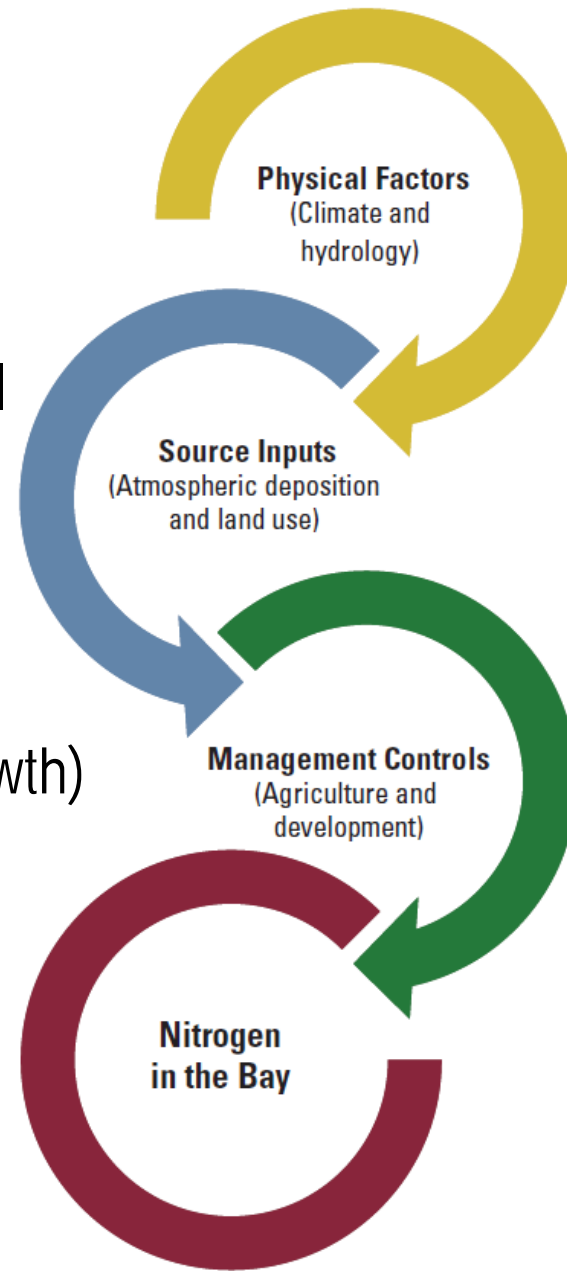 Physical Factors
(Climate and
hydrology)
Source Inputs
(Atmospheric deposition
and land use)
wth)
Management Controls
(Agriculture and
development)
Nitrogen
in the Bay